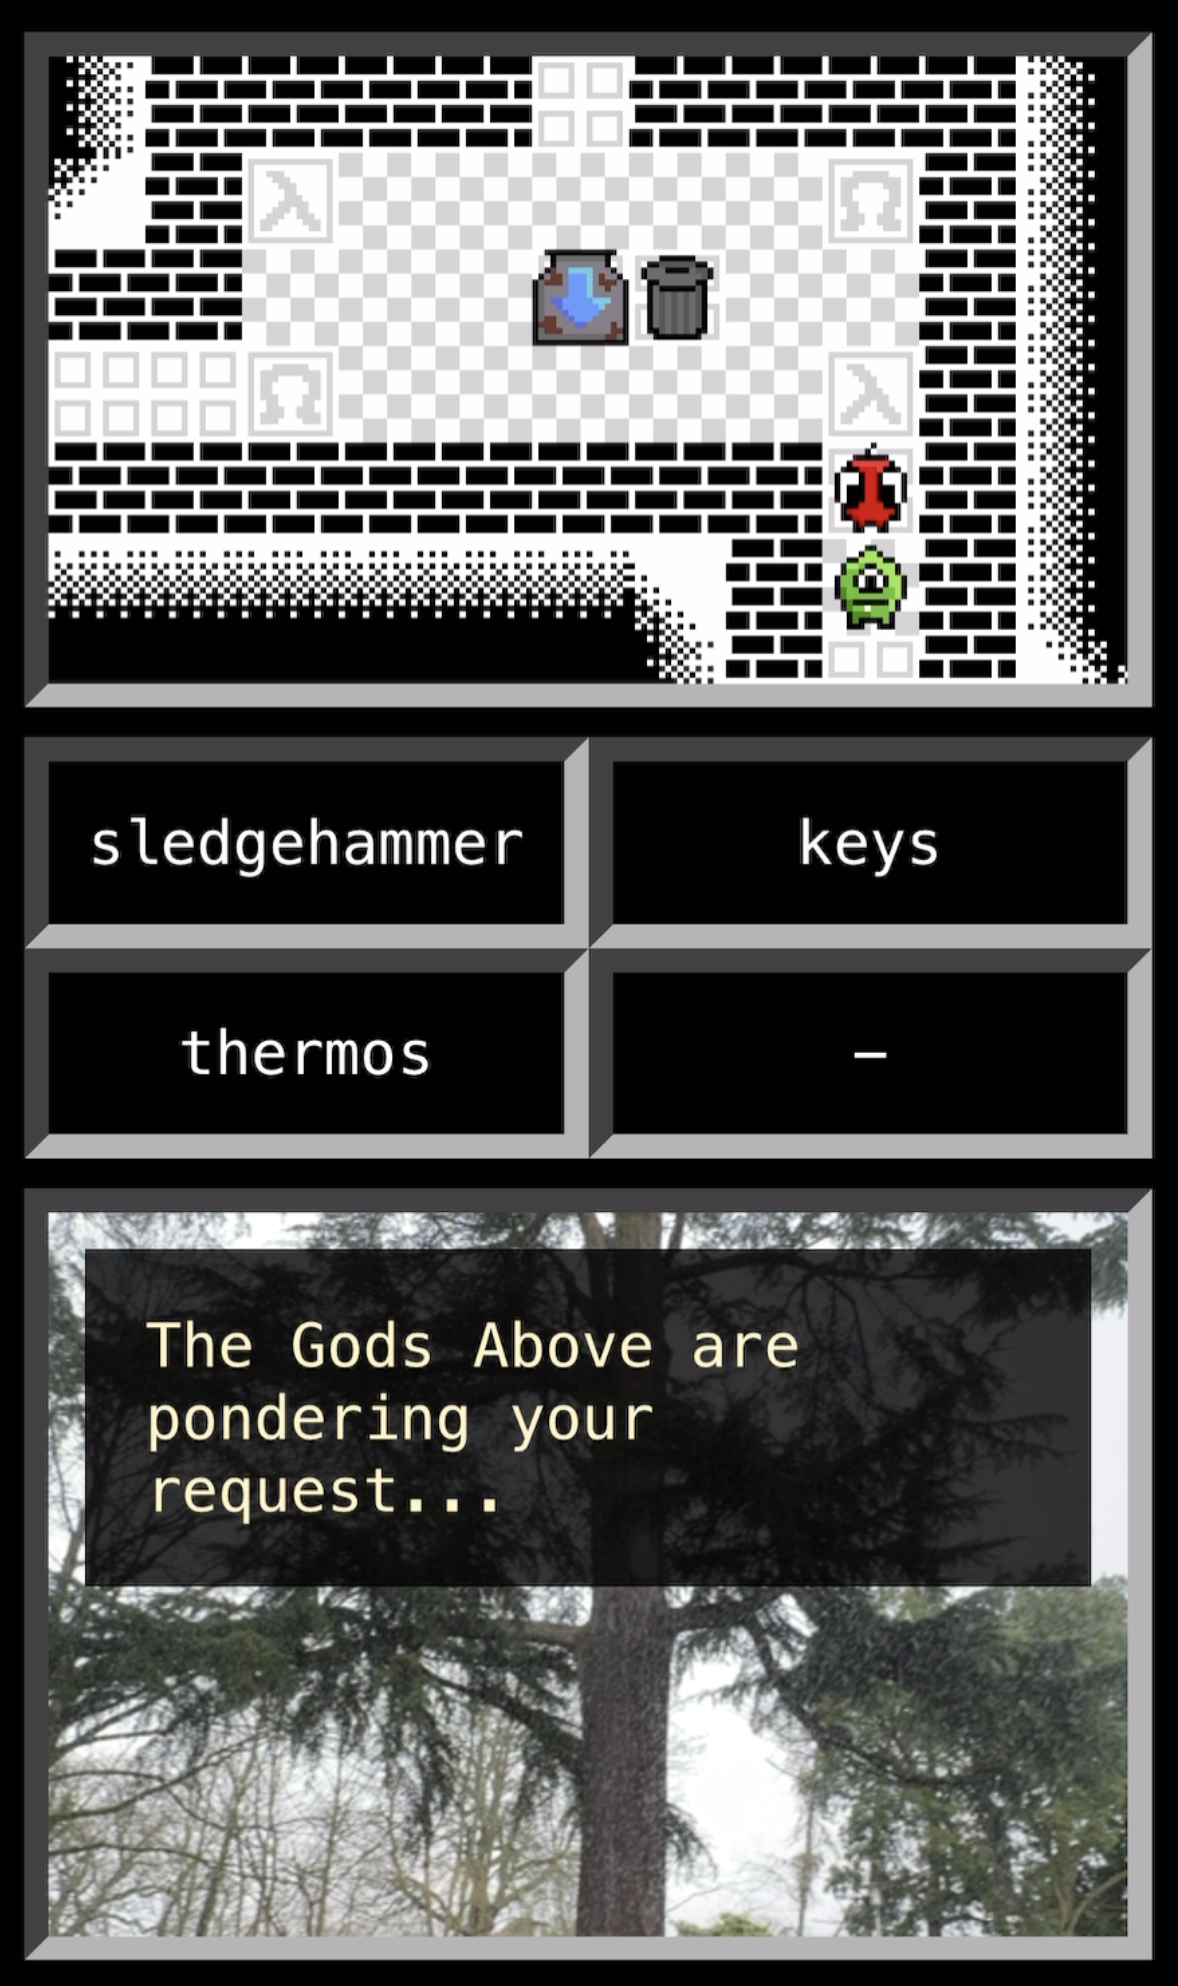 λ Ω
Ω λ
sledgehammer
keys
thermos
–
The Gods Above are
pondering your
request...